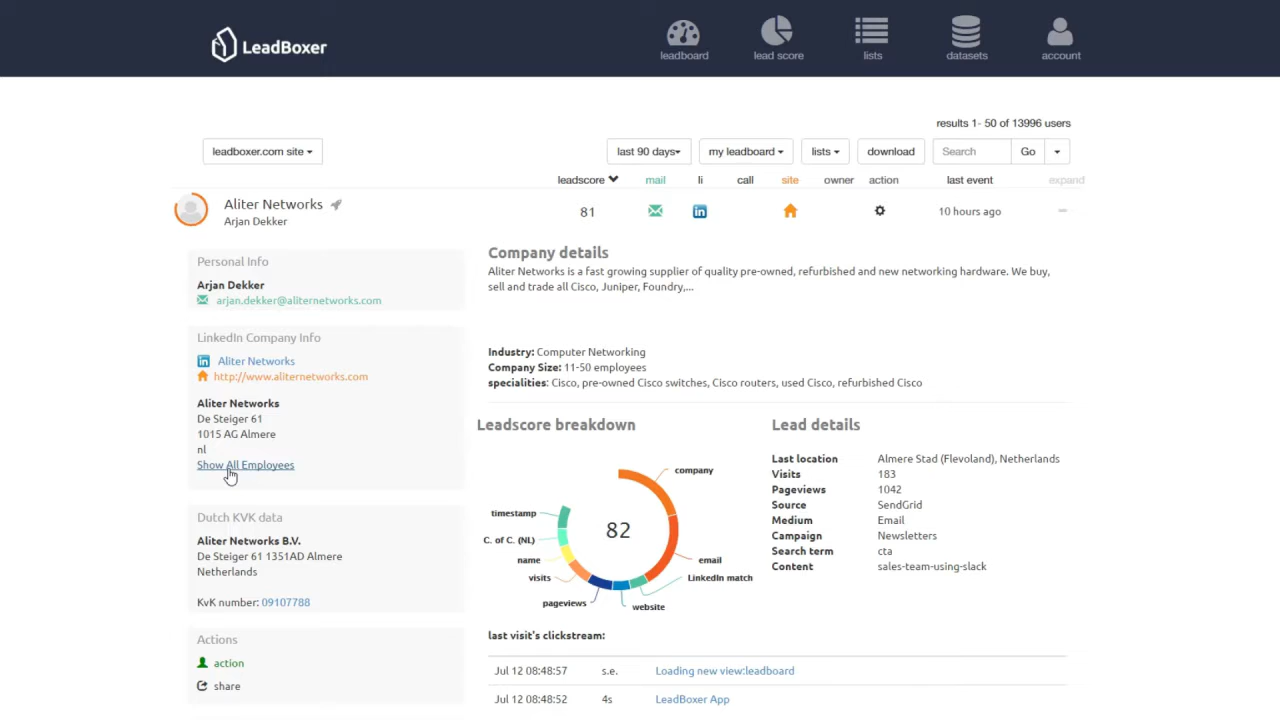 LeadBoxer
leadboard
lead score
lists
datasets
account
results 1- 50 of 13996 users
leadboxer.com site
last 90 days
my leadboard
lists
download
Search
Go
leadscore
mail
li
call
site
owner
action
last event
expand
Aliter Networks
Arjan Dekker
81
in
10 hours ago
Personal Info
Arjan Dekker
arjan.dekker@aliternetworks.com
LinkedIn Company Info
in Aliter Networks
http://www.aliternetworks.com
Aliter Networks
De Steiger 61
1015 AG Almere
nl
Show All Employees
Dutch KVK data
Aliter Networks B.V.
De Steiger 61 1351AD Almere
Netherlands
KvK number: 09107788
Actions
action
share
Company details
Aliter Networks is a fast growing supplier of quality pre-owned, refurbished and new networking hardware. We buy,
sell and trade all Cisco, Juniper, Foundry,...
Industry: Computer Networking
Company Size: 11-50 employees
specialities: Cisco, pre-owned Cisco switches, Cisco routers, used Cisco, refurbished Cisco
Leadscore breakdown
company
timestamp
82
C. of C. (NL)
name
email
visits
LinkedIn match
pageviews
website
Lead details
Last location Almere Stad (Flevoland), Netherlands
Visits 183
Pageviews 1042
Source SendGrid
Medium Email
Campaign Newsletters
Search term cta
Content sales-team-using-slack
last visit's clickstream:
Jul 12 08:48:57 s.e. Loading new view:leadboard
Jul 12 08:48:52 4s LeadBoxer App